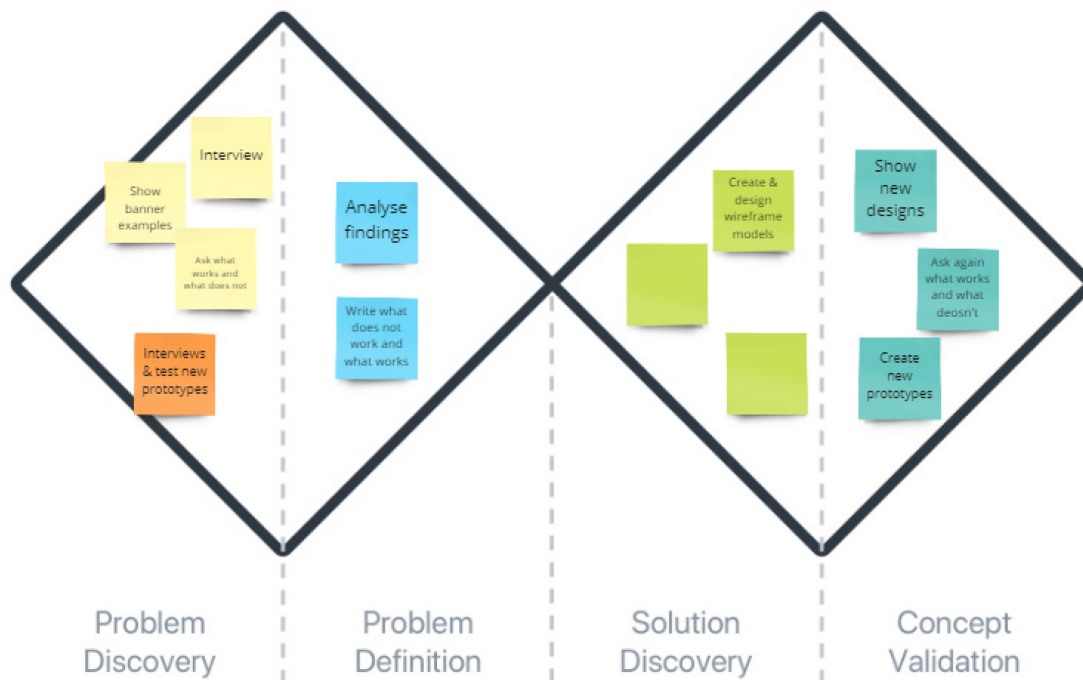 Interview
Show
banner
examples
Ask what
works and
what does not
Interviews
& test new
prototypes
Analyse
findings
Write what
does not
work and
what works
Create &
design
wireframe
models
Show
new
designs
Ask again
what works
and what
deosn't
Create
new
prototypes
Problem
Discovery
Problem
Definition
Solution
Discovery
Concept
Validation